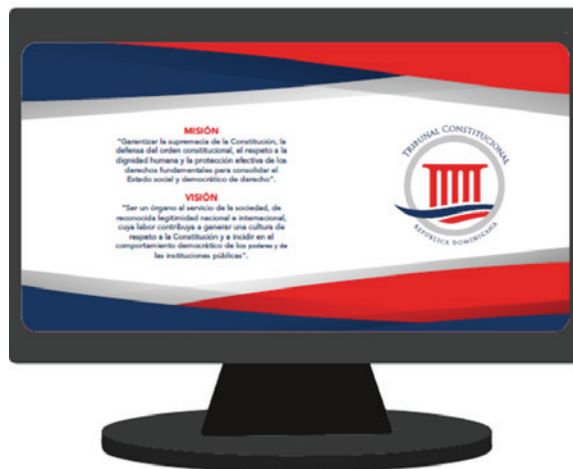 MISIÓN
"Garantizar la supremacía de la Constitución, la
defensa del orden constitucional, el respeto a la
dignidad humana y la protección efectiva de los
derechos fundamentales para consolidar el
Estado social y democrático de derecho".
VISIÓN
"Ser un órgano al servicio de la sociedad, de
reconocida legitimidad nacional e internacional,
cuya labor contribuya a generar una cultura de
respeto a la Constitución y a incidir en el
comportamiento democrático de los poderes y de
las instituciones públicas".
TRIBUNAL CONSTITUCIONAL
REPÚBLICA DOMINICANA